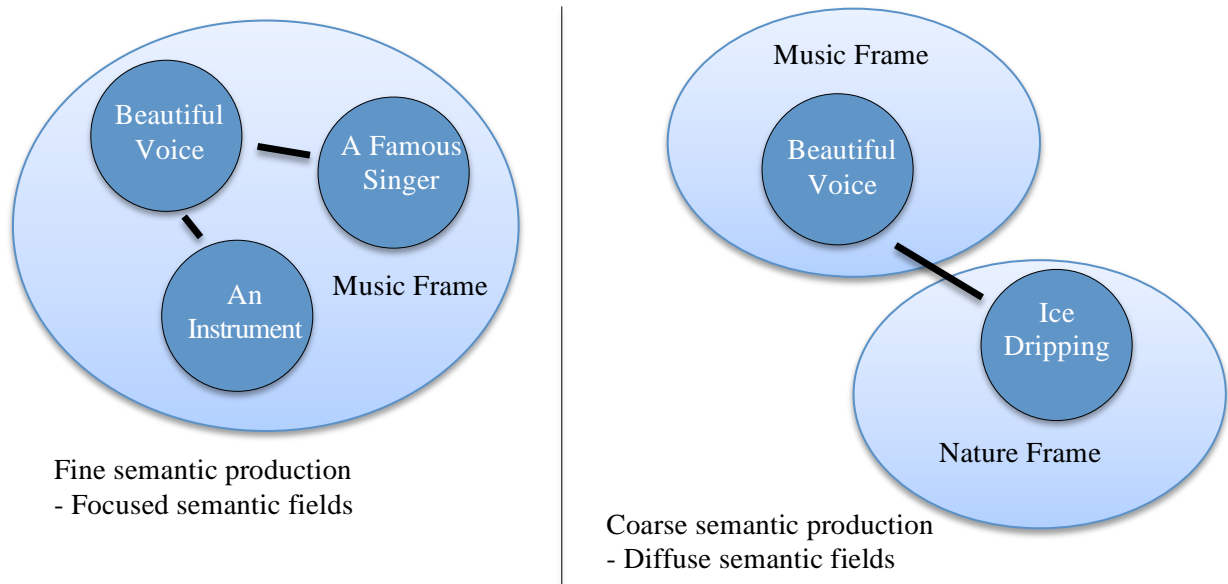 Beautiful
Voice
A Famous
Singer
An
Instrument
Music Frame
Fine semantic production
- Focused semantic fields
Music Frame
Beautiful
Voice
Ice
Dripping
Nature Frame
Coarse semantic production
- Diffuse semantic fields